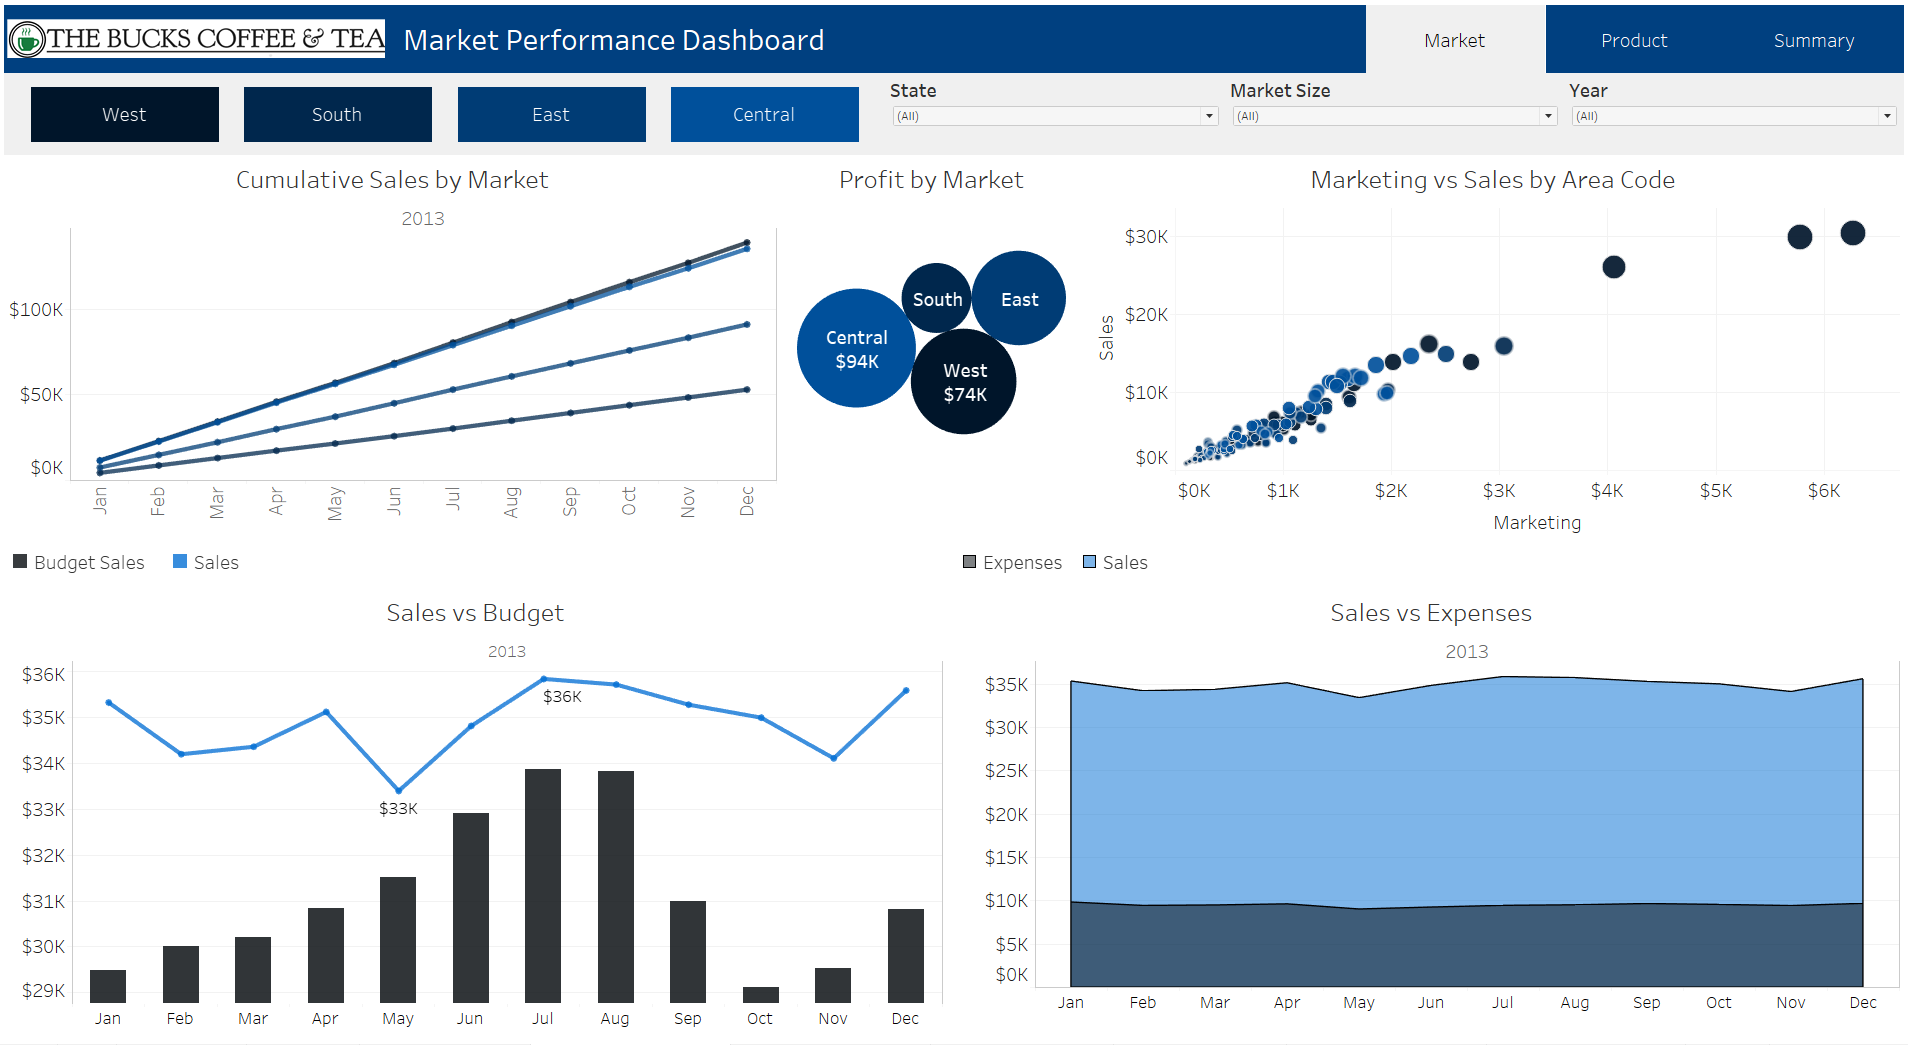 THE BUCKS COFFEE & TEA
Market Performance Dashboard
Market
Product
Summary
West
South
East
Central
State
(All)
Market Size
(All)
Year
(All)
Cumulative Sales by Market
2013
$100K
$50K
$0K
Jan
Feb
Mar
Apr
May
Jun
Jul
Aug
Sep
Oct
Nov
Dec
Profit by Market
South
East
Central
$94K
West
$74K
Marketing vs Sales by Area Code
Sales
$30K
$20K
$10K
$0K
$0K
$1K
$2K
$3K
$4K
$5K
$6K
Marketing
Budget Sales
Sales
Sales vs Budget
2013
$36K
$35K
$34K
$33K
$32K
$31K
$30K
$29K
$36K
$33K
Jan
Feb
Mar
Apr
May
Jun
Jul
Aug
Sep
Oct
Nov
Dec
Expenses
Sales
Sales vs Expenses
2013
$35K
$30K
$25K
$20K
$15K
$10K
$5K
$0K
Jan
Feb
Mar
Apr
May
Jun
Jul
Aug
Sep
Oct
Nov
Dec